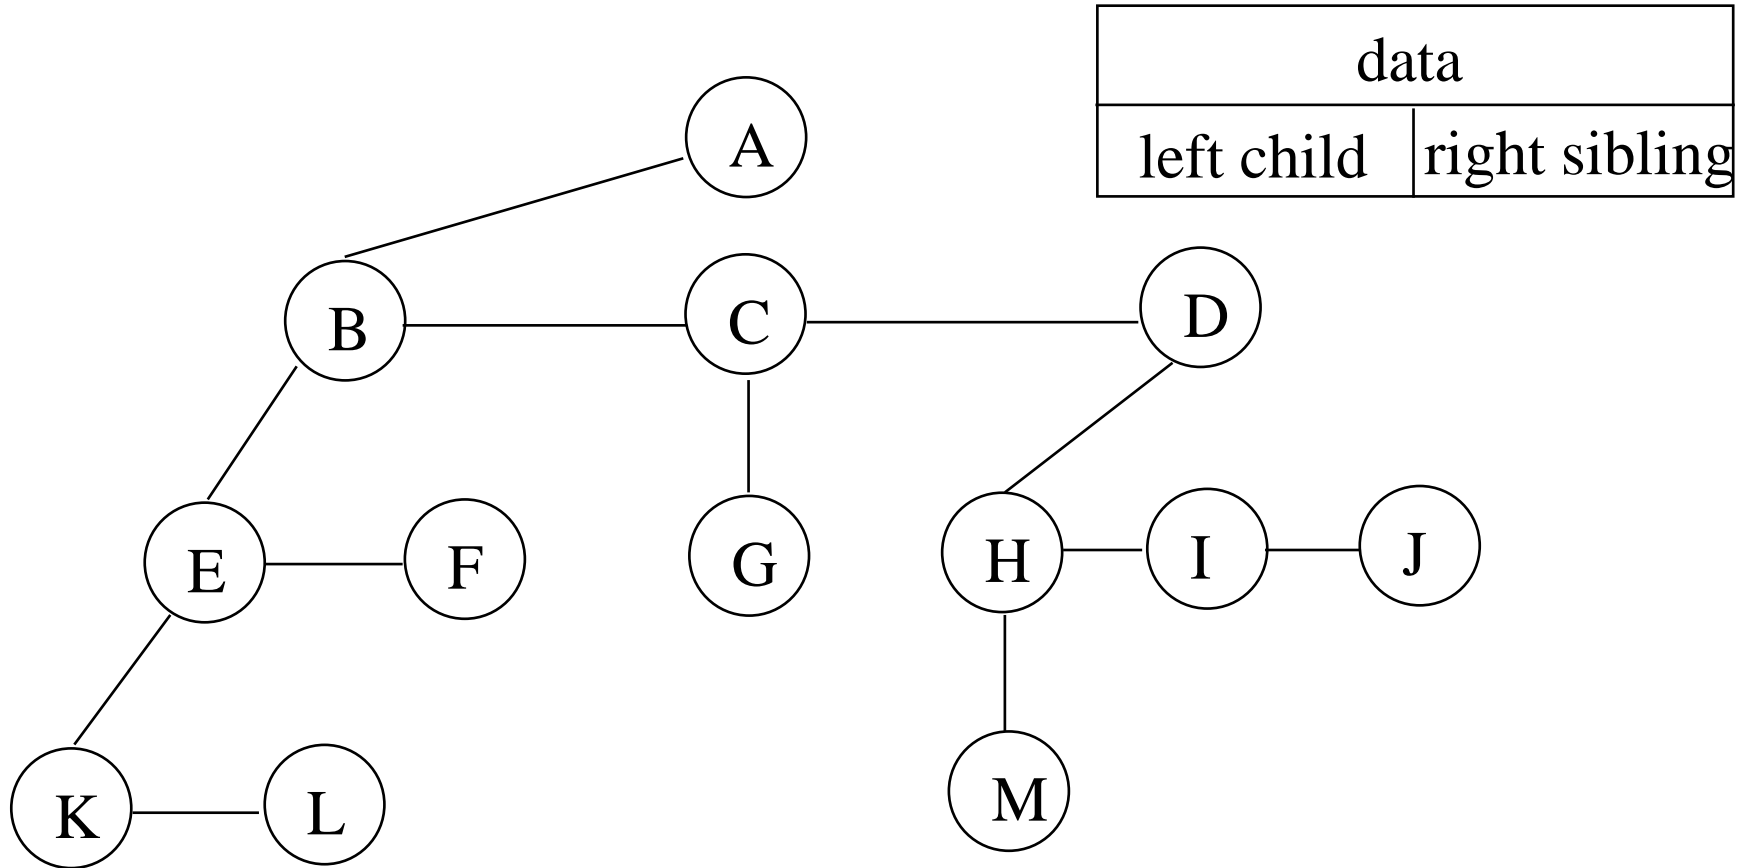 data
left child right sibling
A
B C D
E F G H I J
K L M